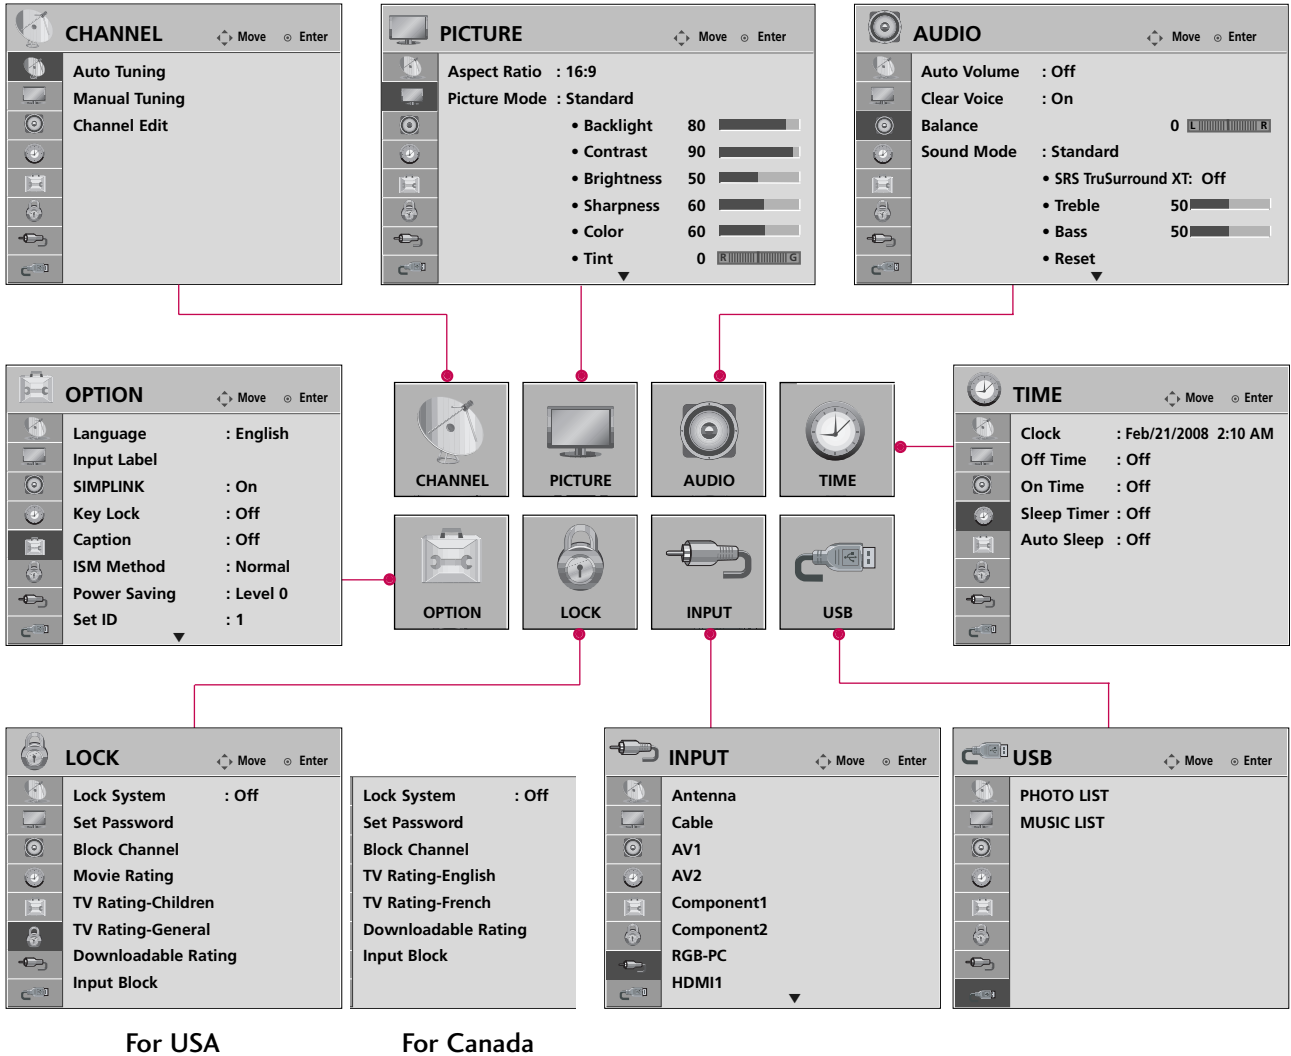 CHANNEL
Move
Enter
Auto Tuning
Manual Tuning
Channel Edit
PICTURE
Move
Enter
Aspect Ratio : 16:9
Picture Mode : Standard
• Backlight 80
• Contrast 90
• Brightness 50
• Sharpness 60
• Color 60
• Tint 0 R G
AUDIO
Move
Enter
Auto Volume : Off
Clear Voice : On
Balance 0 L R
Sound Mode : Standard
• SRS TruSurround XT: Off
• Treble 50
• Bass 50
• Reset
OPTION
Move
Enter
Language : English
Input Label
SIMPLINK : On
Key Lock : Off
Caption : Off
ISM Method : Normal
Power Saving : Level 0
Set ID : 1
CHANNEL
PICTURE
AUDIO
TIME
OPTION
LOCK
INPUT
USB
TIME
Move
Enter
Clock : Feb/21/2008 2:10 AM
Off Time : Off
On Time : Off
Sleep Timer : Off
Auto Sleep : Off
LOCK
Move
Enter
Lock System : Off
Set Password
Block Channel
Movie Rating
TV Rating-Children
TV Rating-General
Downloadable Rating
Input Block
For USA
Lock System : Off
Set Password
Block Channel
TV Rating-English
TV Rating-French
Downloadable Rating
Input Block
For Canada
INPUT
Move
Enter
Antenna
Cable
AV1
AV2
Component1
Component2
RGB-PC
HDMI1
USB
Move
Enter
PHOTO LIST
MUSIC LIST